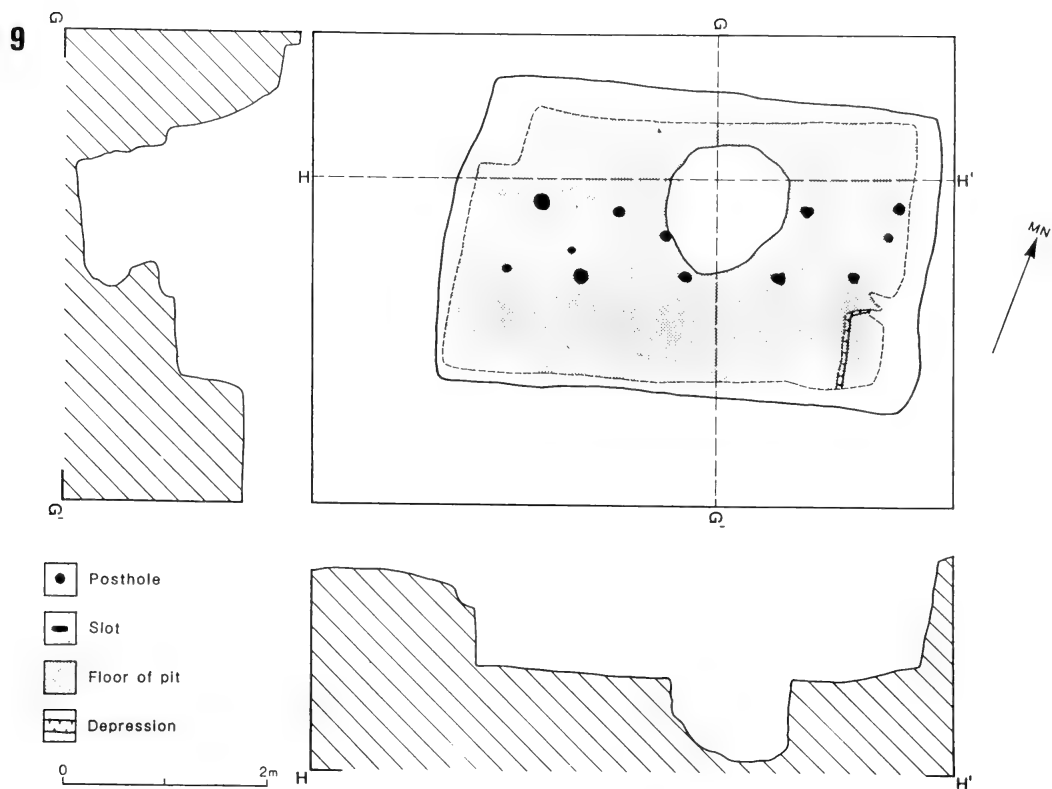 9
G
G
H
H'
MN
G'
G'
Posthole
Slot
Floor of pit
Depression
0 2m
H
H'